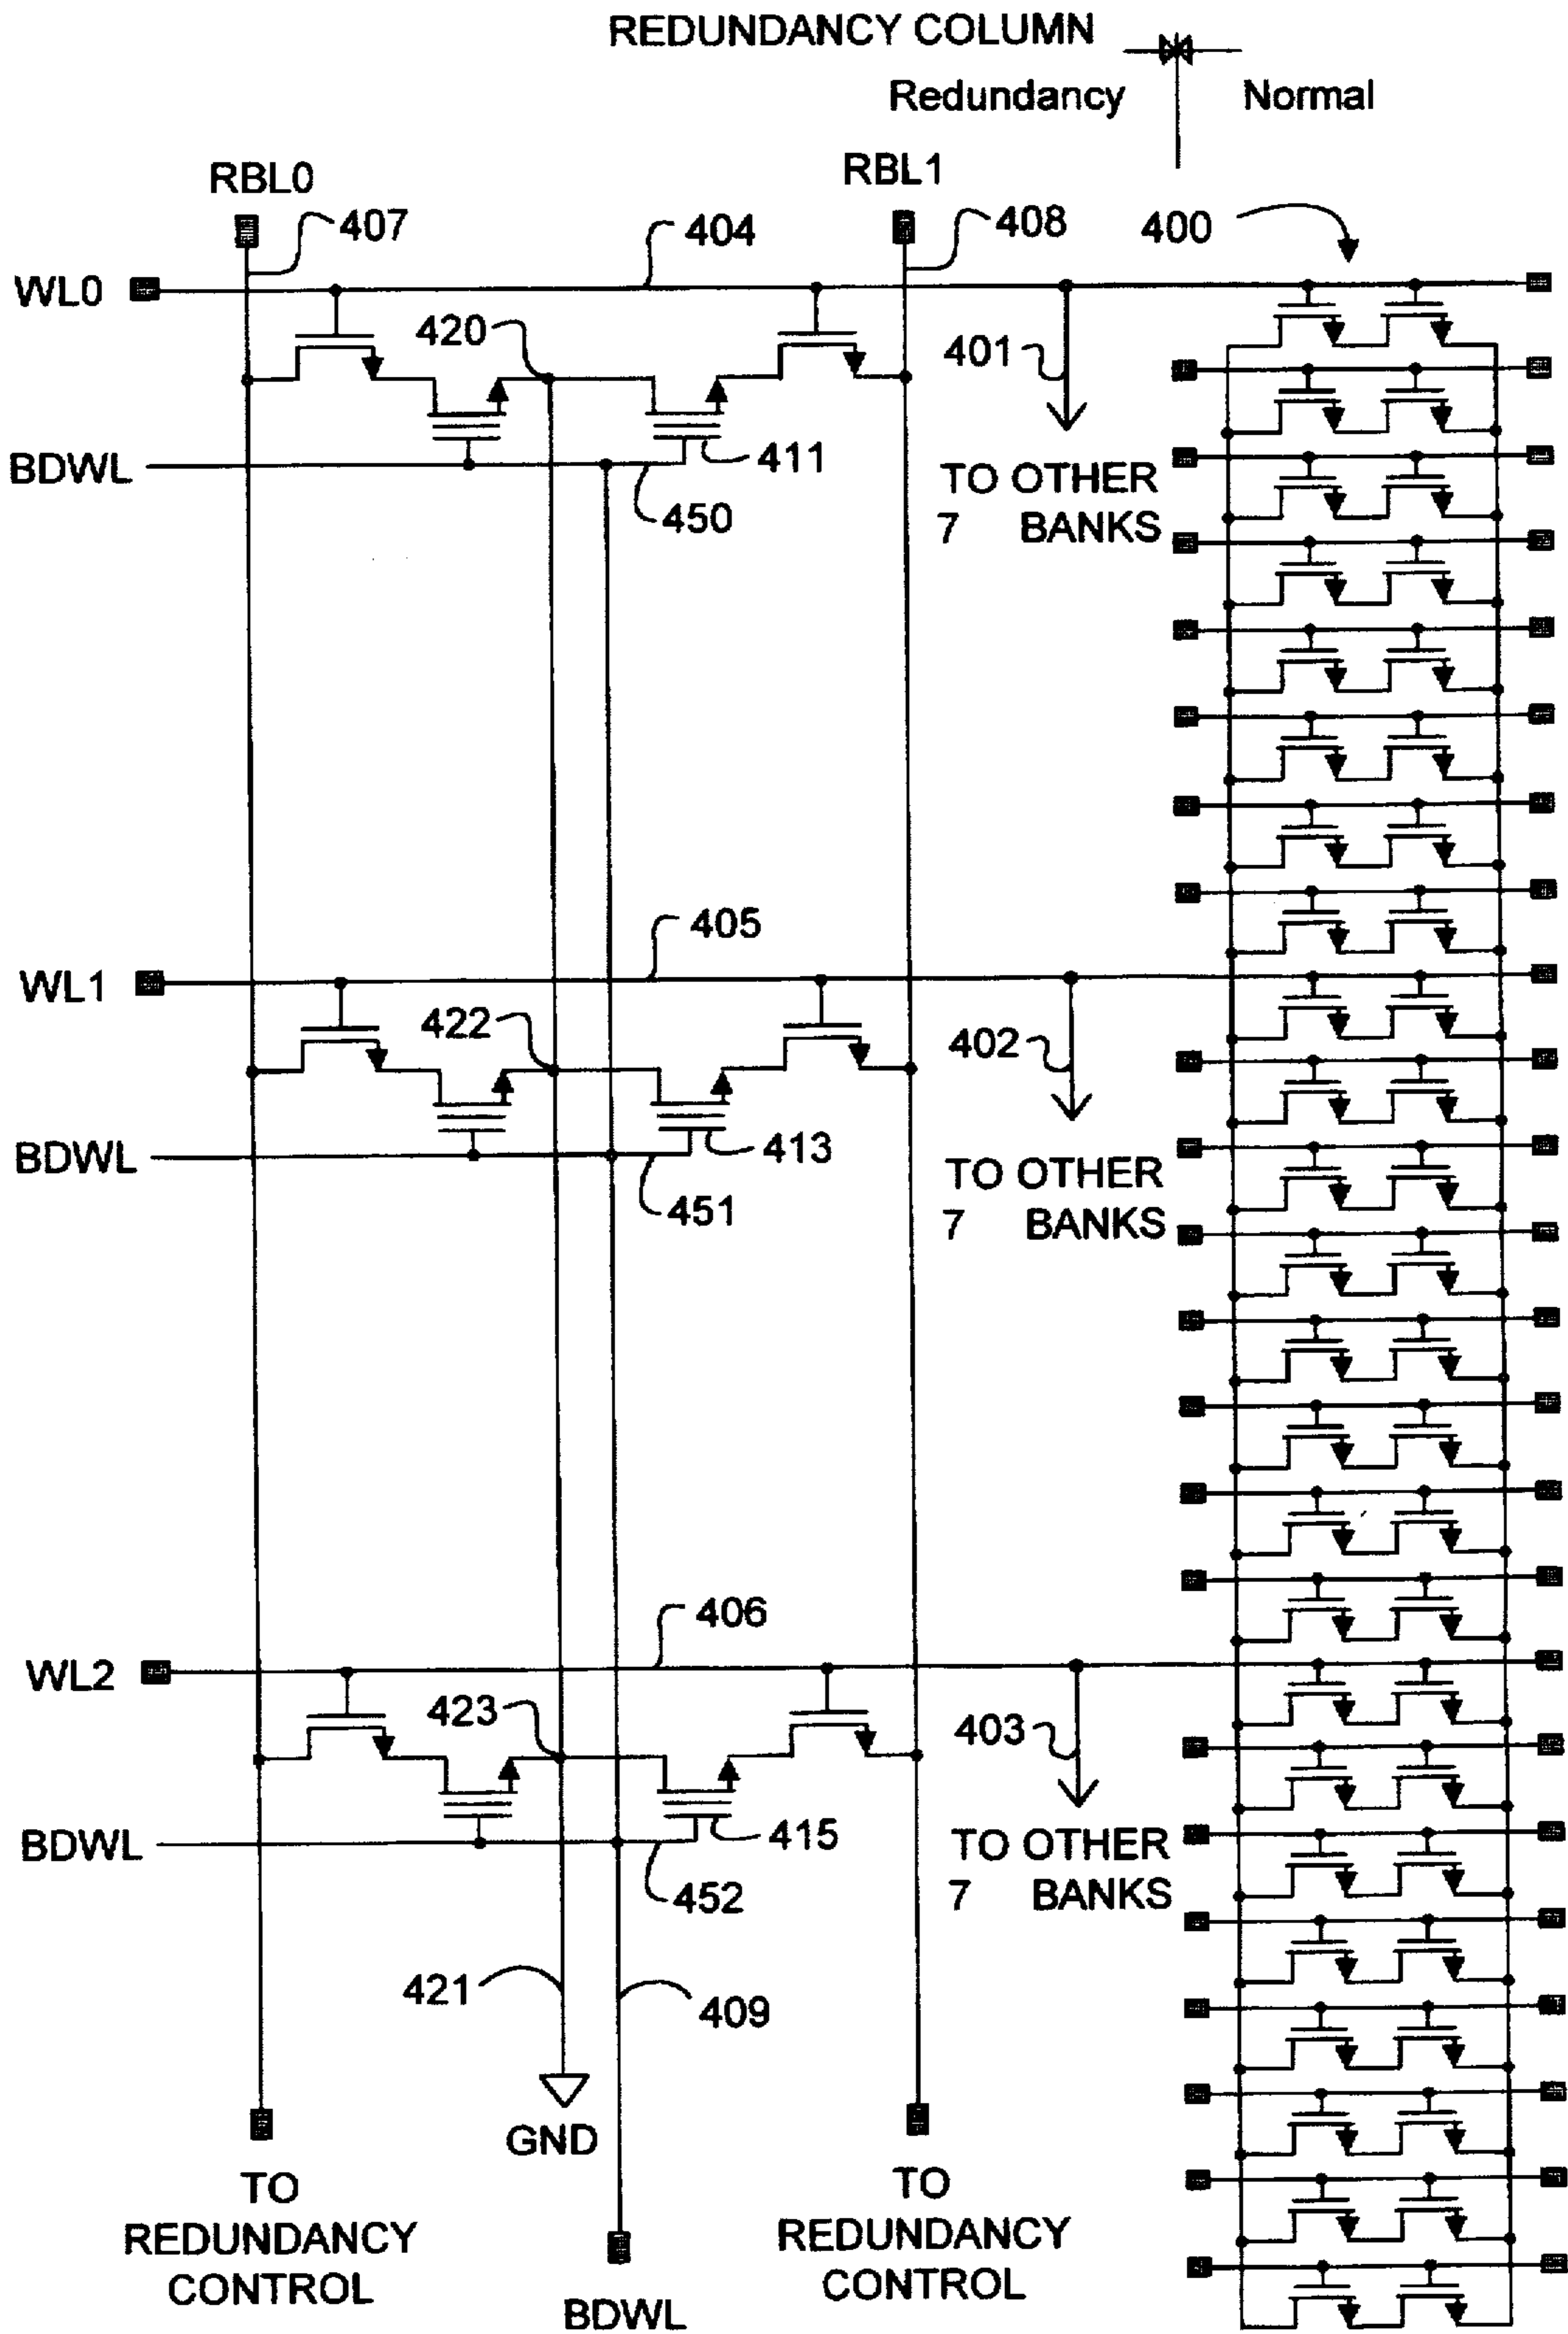 REDUNDANCY COLUMN
Redundancy Normal
RBL0 RBL1
407 404 408 400
WL0
420 401
BDWL 411
450
TO OTHER
7 BANKS
405
WL1
422 402
BDWL 413
451
TO OTHER
7 BANKS
406
WL2
423 403
BDWL 415
452
TO OTHER
7 BANKS
421 409
GND
TO
REDUNDANCY
CONTROL
TO
REDUNDANCY
CONTROL
BDWL